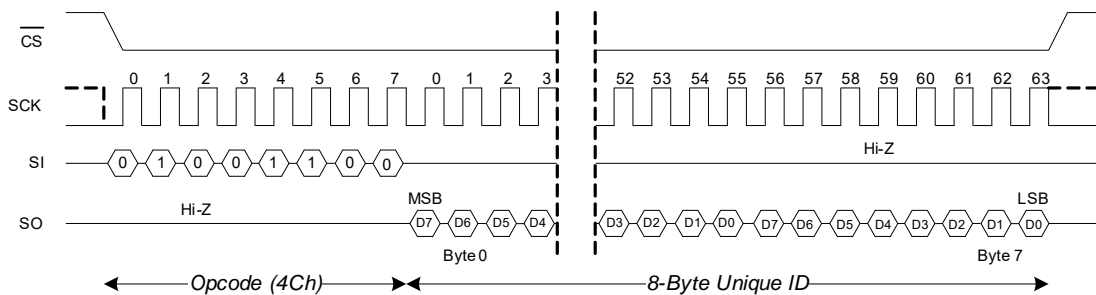 CS
0 1 2 3 4 5 6 7 0 1 2 3 52 53 54 55 56 57 58 59 60 61 62 63
SCK
Hi-Z
SI 0 1 0 0 1 1 0 0
Hi-Z MSB LSB
SO D7 D6 D5 D4 D3 D2 D1 D0 D7 D6 D5 D4 D3 D2 D1 D0
Byte 0 Byte 7
Opcode (4Ch) 8-Byte Unique ID